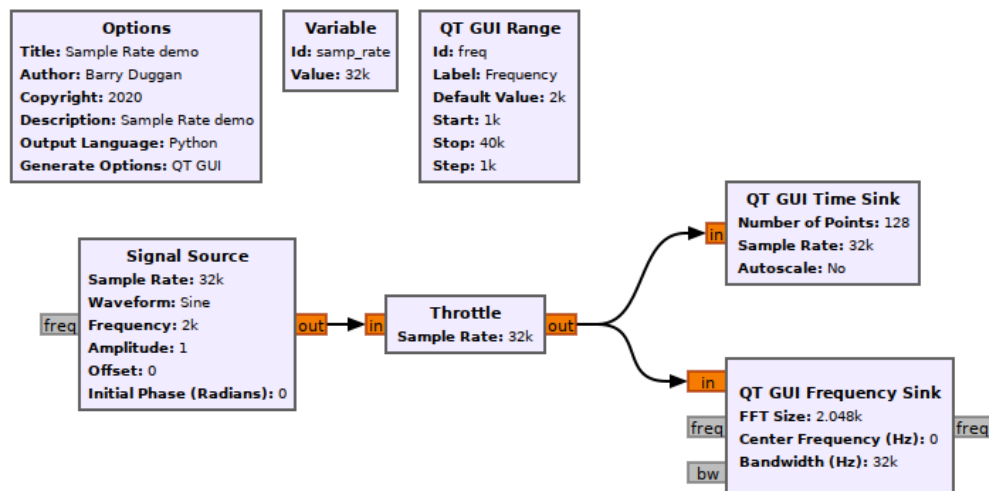 Options
Title: Sample Rate demo
Author: Barry Duggan
Copyright: 2020
Description: Sample Rate demo
Output Language: Python
Generate Options: QT GUI
Variable
Id: samp_rate
Value: 32k
QT GUI Range
Id: freq
Label: Frequency
Default Value: 2k
Start: 1k
Stop: 40k
Step: 1k
freq
Signal Source
Sample Rate: 32k
Waveform: Sine
Frequency: 2k
Amplitude: 1
Offset: 0
Initial Phase (Radians): 0
out
in
Throttle
Sample Rate: 32k
out
in
QT GUI Time Sink
Number of Points: 128
Sample Rate: 32k
Autoscale: No
in
freq
bw
QT GUI Frequency Sink
FFT Size: 2.048k
Center Frequency (Hz): 0
Bandwidth (Hz): 32k
freq